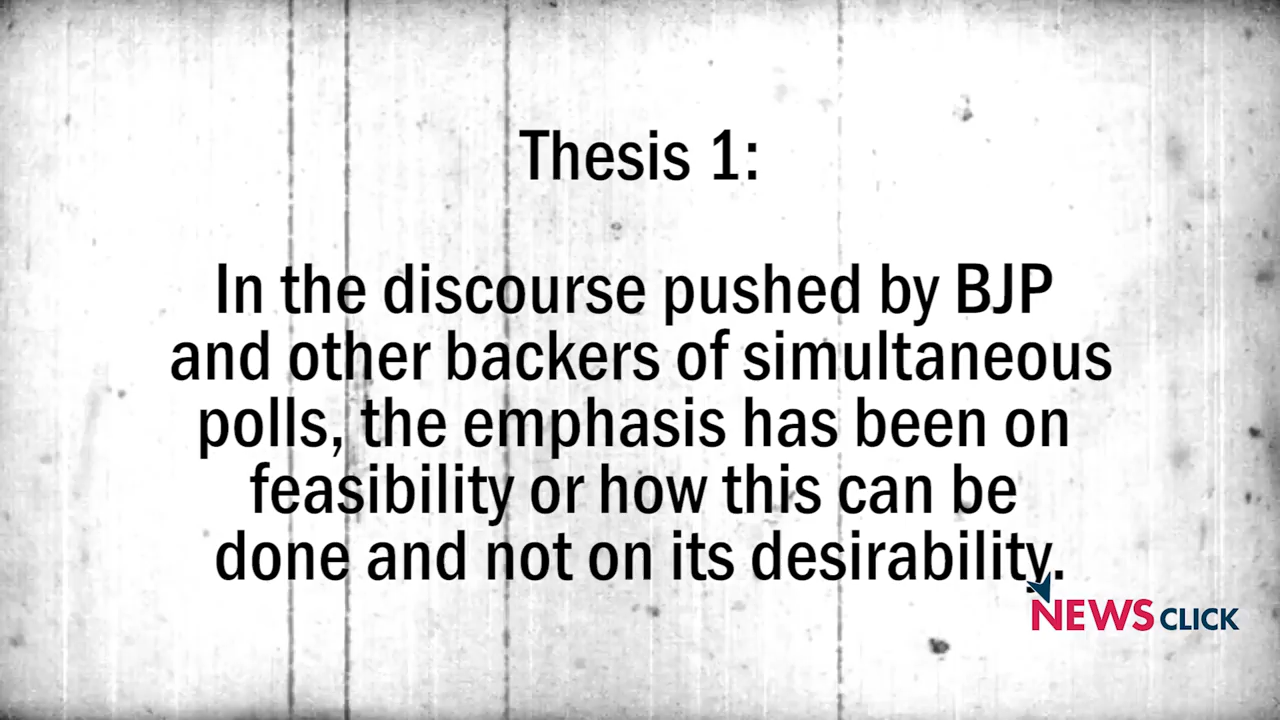 Thesis 1:
In the discourse pushed by BJP
and other backers of simultaneous
polls, the emphasis has been on
feasibility or how this can be
done and not on its desirability.
NEWSCLICK